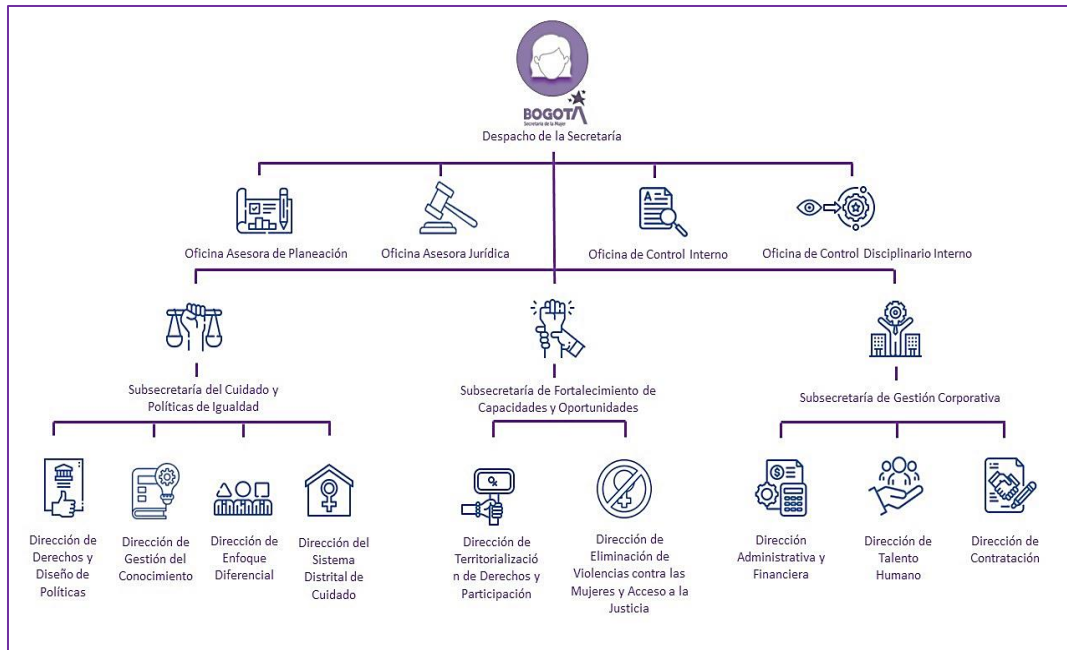 BOGOTÁ
Secretaría de la Mujer
Despacho de la Secretaría
Oficina Asesora de Planeación
Oficina Asesora Jurídica
Oficina de Control Interno
Oficina de Control Disciplinario Interno
Subsecretaría del Cuidado y
Políticas de Igualdad
Subsecretaría de Fortalecimiento de
Capacidades y Oportunidades
Subsecretaría de Gestión Corporativa
Dirección de
Derechos y
Diseño de
Políticas
Dirección de
Gestión del
Conocimiento
Dirección de
Enfoque
Diferencial
Dirección del
Sistema
Distrital de
Cuidado
Dirección de
Territorializació
n de Derechos y
Participación
Dirección de
Eliminación de
Violencias contra las
Mujeres y Acceso a la
Justicia
Dirección
Administrativa y
Financiera
Dirección de
Talento
Humano
Dirección de
Contratación